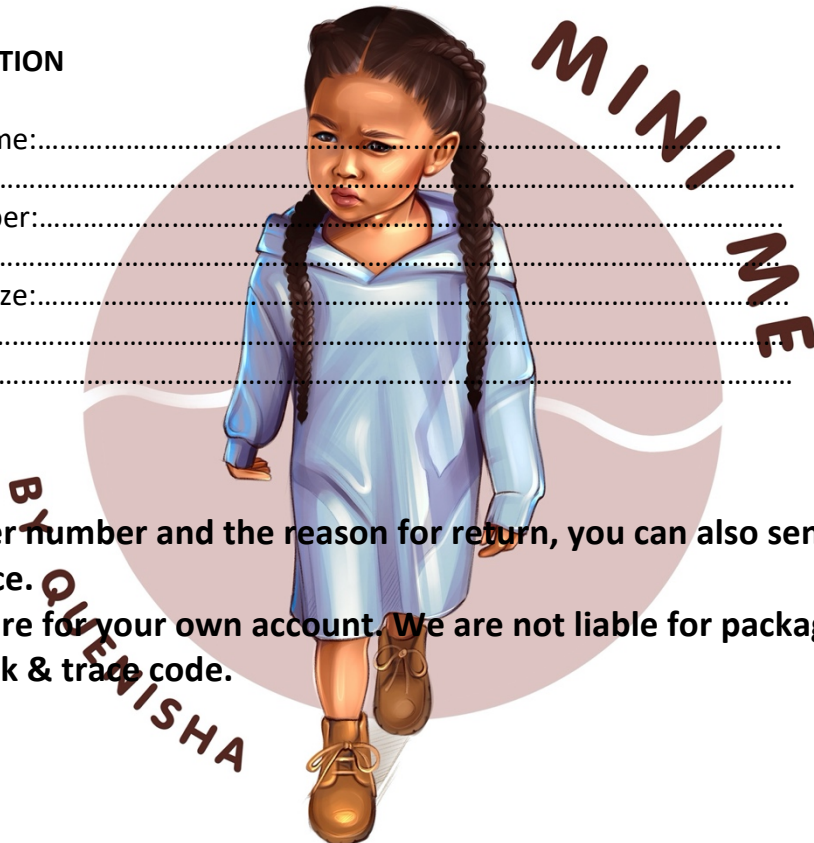 TION
MINI ME
me:................................................................................................................
................................................................................................................
ber:................................................................................................................
................................................................................................................
ze:................................................................................................................
................................................................................................................
................................................................................................................
er number and the reason for return, you can also sen
ce.
re for your own account. We are not liable for packag
k & trace code.
BY QUENISHA